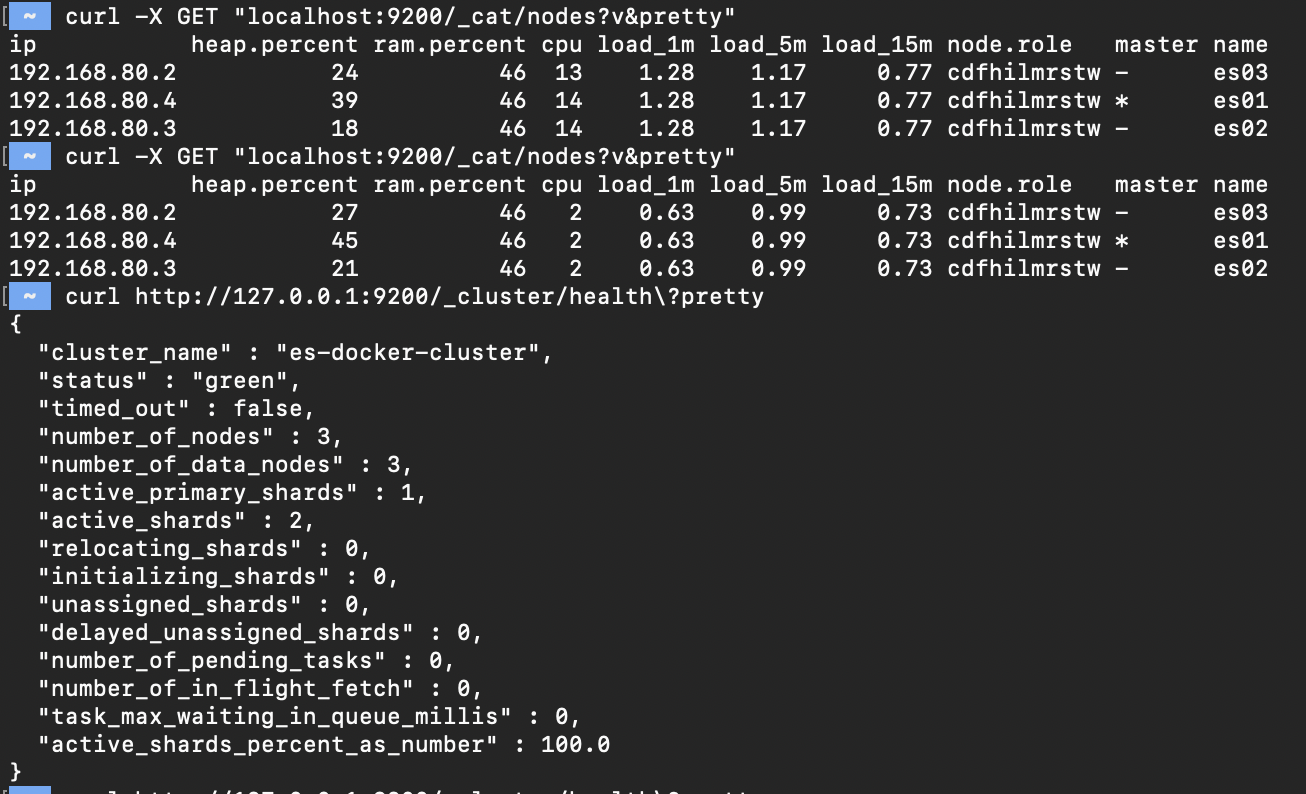 ~ curl -X GET "localhost:9200/_cat/nodes?v&pretty"
ip heap.percent ram.percent cpu load_1m load_5m load_15m node.role master name
192.168.80.2 24 46 13 1.28 1.17 0.77 cdfhilmrstw - es03
192.168.80.4 39 46 14 1.28 1.17 0.77 cdfhilmrstw * es01
192.168.80.3 18 46 14 1.28 1.17 0.77 cdfhilmrstw - es02
~ curl -X GET "localhost:9200/_cat/nodes?v&pretty"
ip heap.percent ram.percent cpu load_1m load_5m load_15m node.role master name
192.168.80.2 27 46 2 0.63 0.99 0.73 cdfhilmrstw - es03
192.168.80.4 45 46 2 0.63 0.99 0.73 cdfhilmrstw * es01
192.168.80.3 21 46 2 0.63 0.99 0.73 cdfhilmrstw - es02
~ curl http://127.0.0.1:9200/_cluster/health\?pretty
{
"cluster_name" : "es-docker-cluster",
"status" : "green",
"timed_out" : false,
"number_of_nodes" : 3,
"number_of_data_nodes" : 3,
"active_primary_shards" : 1,
"active_shards" : 2,
"relocating_shards" : 0,
"initializing_shards" : 0,
"unassigned_shards" : 0,
"delayed_unassigned_shards" : 0,
"number_of_pending_tasks" : 0,
"number_of_in_flight_fetch" : 0,
"task_max_waiting_in_queue_millis" : 0,
"active_shards_percent_as_number" : 100.0
}